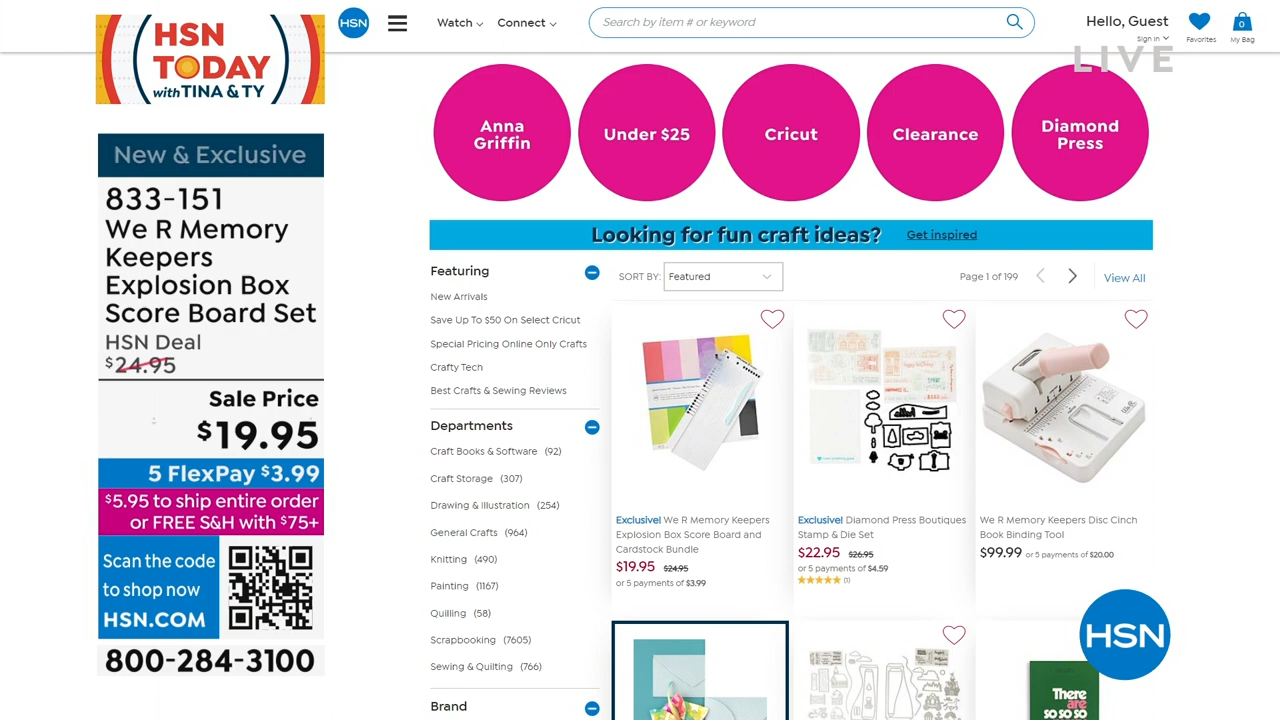 HSN
TODAY
with TINA & TY
New & Exclusive
833-151
We R Memory
Keepers
Explosion Box
Score Board Set
HSN Deal
$24.95
Sale Price
$19.95
5 FlexPay $3.99
$5.95 to ship entire order
or FREE S&H with $75+
Scan the code
to shop now
HSN.COM
800-284-3100
HSN
Watch
Connect
Search by item # or keyword
Hello, Guest
Sign In
Favorites
0
My Bag
LIVE
Anna
Griffin
Under $25
Cricut
Clearance
Diamond
Press
Looking for fun craft ideas? Get inspired
Featuring
New Arrivals
Save Up To $50 On Select Cricut
Special Pricing Online Only Crafts
Crafty Tech
Best Crafts & Sewing Reviews
Departments
Craft Books & Software (92)
Craft Storage (307)
Drawing & Illustration (254)
General Crafts (964)
Knitting (490)
Painting (1167)
Quilling (58)
Scrapbooking (7605)
Sewing & Quilting (766)
Brand
SORT BY: Featured
Page 1 of 199
View All
Exclusive! We R Memory Keepers
Explosion Box Score Board and
Cardstock Bundle
$19.95 $24.95
or 5 payments of $3.99
Exclusive! Diamond Press Boutiques
Stamp & Die Set
$22.95 $26.95
or 5 payments of $4.59
(1)
We R Memory Keepers Disc Cinch
Book Binding Tool
$99.99 or 5 payments of $20.00
There
are
so so so
HSN